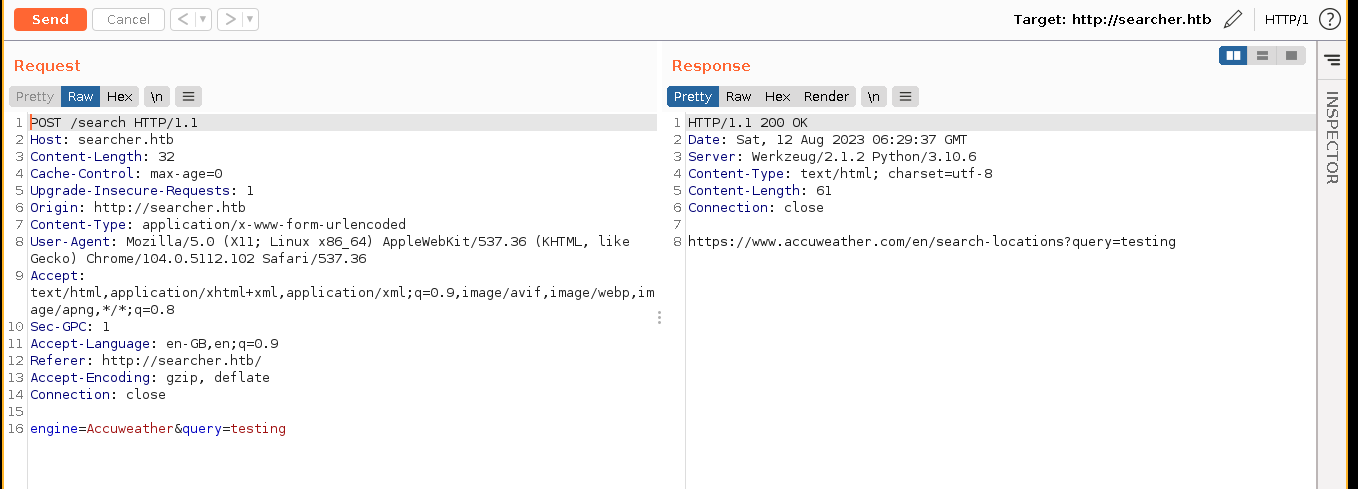 Send Cancel < > Target: http://searcher.htb HTTP/1 ?
Request
Pretty Raw Hex \n
1 POST /search HTTP/1.1
2 Host: searcher.htb
3 Content-Length: 32
4 Cache-Control: max-age=0
5 Upgrade-Insecure-Requests: 1
6 Origin: http://searcher.htb
7 Content-Type: application/x-www-form-urlencoded
8 User-Agent: Mozilla/5.0 (X11; Linux x86_64) AppleWebKit/537.36 (KHTML, like
Gecko) Chrome/104.0.5112.102 Safari/537.36
9 Accept:
text/html,application/xhtml+xml,application/xml;q=0.9,image/avif,image/webp,im
age/apng,*/*;q=0.8
10 Sec-GPC: 1
11 Accept-Language: en-GB,en;q=0.9
12 Referer: http://searcher.htb/
13 Accept-Encoding: gzip, deflate
14 Connection: close
15
16 engine=Accuweather&query=testing
Response
Pretty Raw Hex Render \n
1 HTTP/1.1 200 OK
2 Date: Sat, 12 Aug 2023 06:29:37 GMT
3 Server: Werkzeug/2.1.2 Python/3.10.6
4 Content-Type: text/html; charset=utf-8
5 Content-Length: 61
6 Connection: close
7
8 https://www.accuweather.com/en/search-locations?query=testing
INSPECTOR